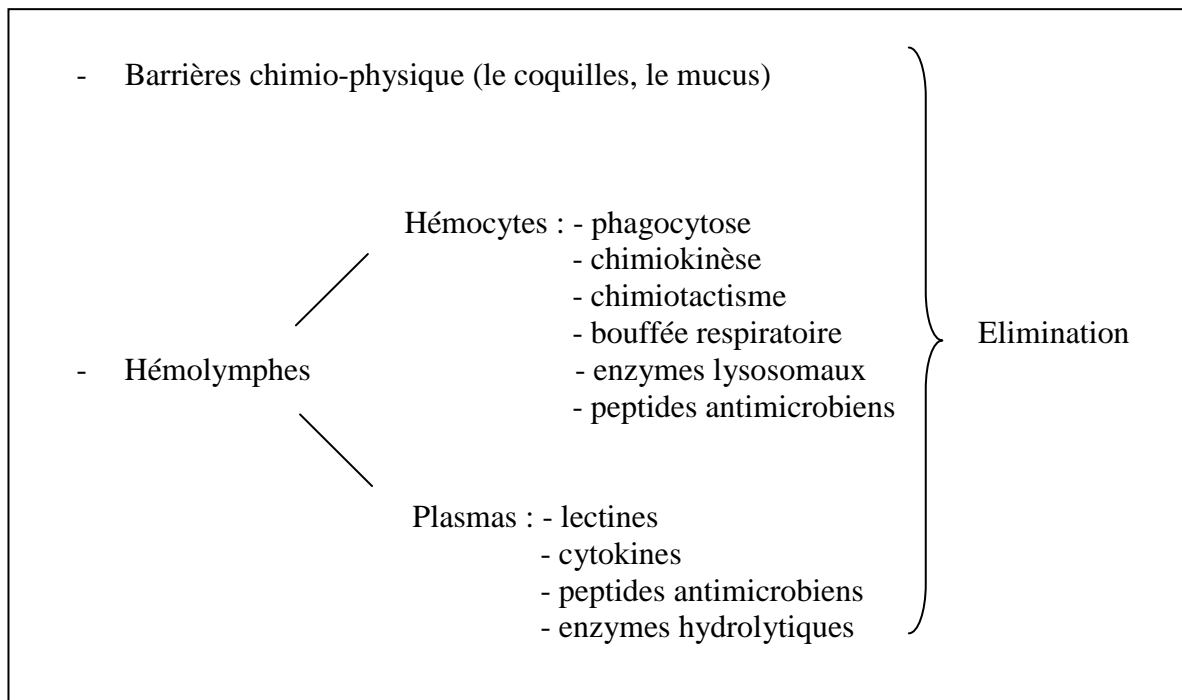 - Barrières chimio-physique (le coquilles, le mucus)
Hémocytes : - phagocytose
- chimiokinèse
- chimiotactisme
- bouffée respiratoire
Elimination
- Hémolymphes
- enzymes lysosomaux
- peptides antimicrobiens
Plasmas : - lectines
- cytokines
- peptides antimicrobiens
- enzymes hydrolytiques